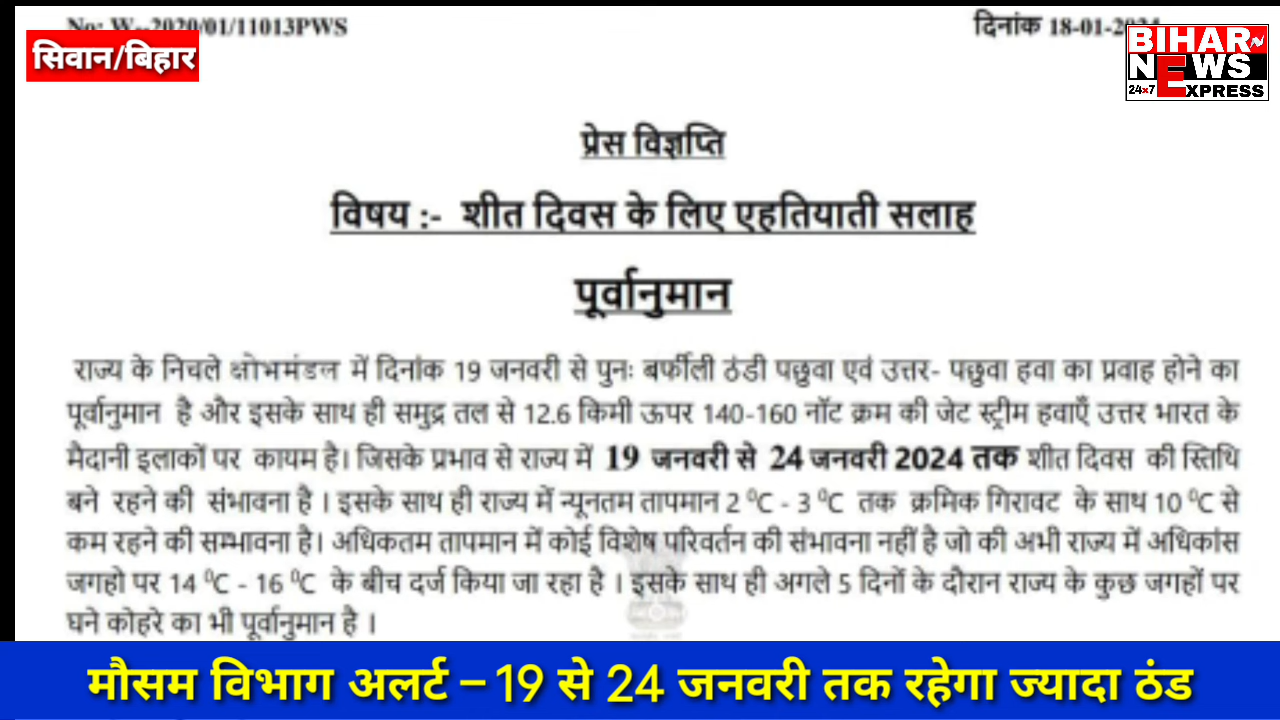 No: W--2020/01/11013PWS
दिनांक 18-01-2024
सिवान/बिहार
BIHAR
NEWS
24x7 EXPRESS
प्रेस विज्ञप्ति
विषय :- शीत दिवस के लिए एहतियाती सलाह
पूर्वानुमान
राज्य के निचले क्षोभमंडल में दिनांक 19 जनवरी से पुनः बर्फीली ठंडी पछुवा एवं उत्तर- पछुवा हवा का प्रवाह होने का
पूर्वानुमान है और इसके साथ ही समुद्र तल से 12.6 किमी ऊपर 140-160 नॉट क्रम की जेट स्ट्रीम हवाएँ उत्तर भारत के
मैदानी इलाकों पर कायम है। जिसके प्रभाव से राज्य में 19 जनवरी से 24 जनवरी 2024 तक शीत दिवस की स्तिथि
बने रहने की संभावना है । इसके साथ ही राज्य में न्यूनतम तापमान 2 ⁰C - 3 ⁰C तक क्रमिक गिरावट के साथ 10 ⁰C से
कम रहने की सम्भावना है। अधिकतम तापमान में कोई विशेष परिवर्तन की संभावना नहीं है जो की अभी राज्य में अधिकांस
जगहो पर 14 ⁰C - 16 ⁰C के बीच दर्ज किया जा रहा है । इसके साथ ही अगले 5 दिनों के दौरान राज्य के कुछ जगहों पर
घने कोहरे का भी पूर्वानुमान है ।
मौसम विभाग अलर्ट – 19 से 24 जनवरी तक रहेगा ज्यादा ठंड